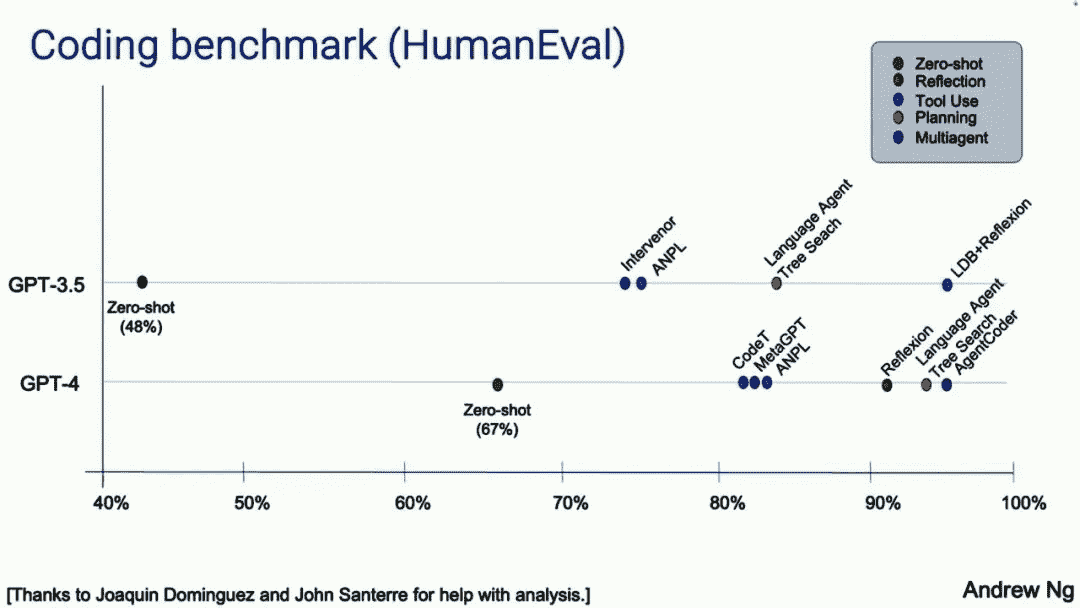 Coding benchmark (HumanEval)
Zero-shot
Reflection
Tool Use
Planning
Multiagent
GPT-3.5
Zero-shot
(48%)
Intervenor
ANPL
Language Agent
Tree Seach
LDB+Reflexion
GPT-4
Zero-shot
(67%)
CodeT
MetaGPT
ANPL
Reflexion
Language Agent
Tree Search
AgentCoder
40%
50%
60%
70%
80%
90%
100%
[Thanks to Joaquin Dominguez and John Santerre for help with analysis.]
Andrew Ng